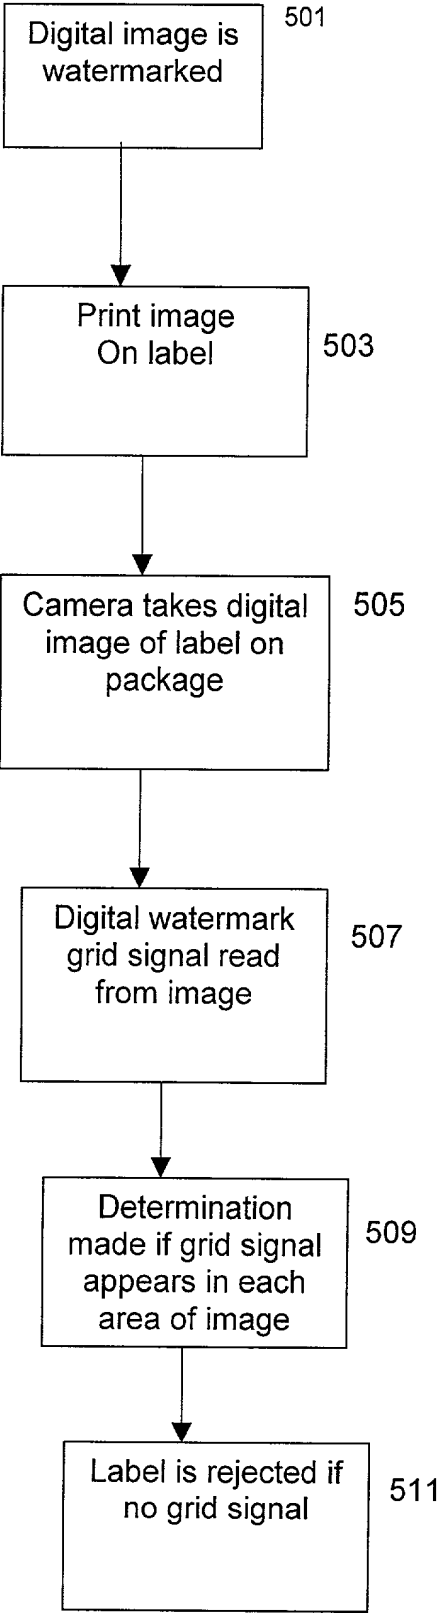 Digital image is
watermarked
501
Print image
On label
503
Camera takes digital
image of label on
package
505
Digital watermark
grid signal read
from image
507
Determination
made if grid signal
appears in each
area of image
509
Label is rejected if
no grid signal
511